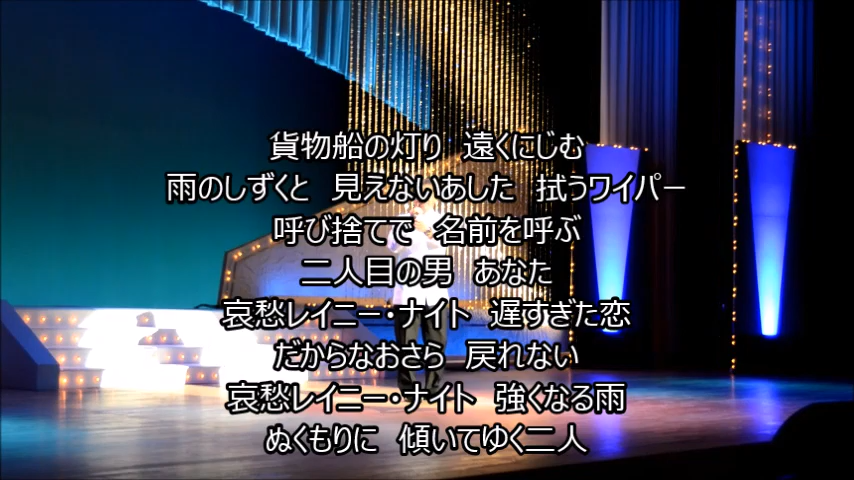 貨物船の灯り　遠くにじむ
雨のしずくと　見えないあした　拭うワイパー
呼び捨てで　名前を呼ぶ
二人目の男　あなた
哀愁レイニー・ナイト　遅すぎた恋
だからなおさら　戻れない
哀愁レイニー・ナイト　強くなる雨
ぬくもりに　傾いてゆく二人